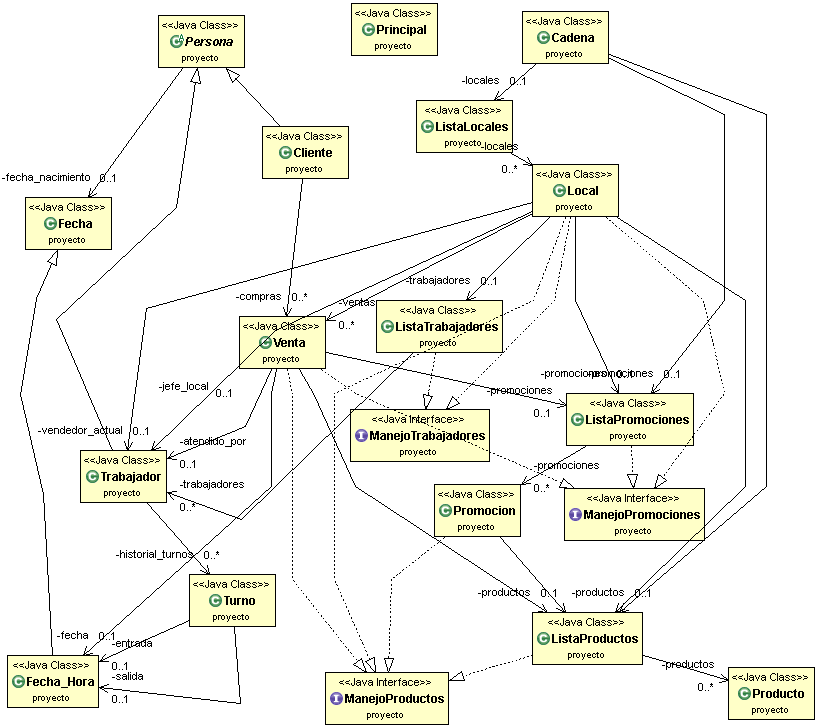 <<Java Class>>
Persona
proyecto
<<Java Class>>
Principal
proyecto
<<Java Class>>
Cadena
proyecto
-locales
0..1
<<Java Class>>
ListaLocales
proyecto
-locales
0..*
<<Java Class>>
Cliente
proyecto
-fecha_nacimiento
0..1
<<Java Class>>
Local
proyecto
<<Java Class>>
Fecha
proyecto
-trabajadores
0..1
-compras
0..*
-ventas
0..*
<<Java Class>>
ListaTrabajadores
proyecto
<<Java Class>>
Venta
proyecto
-promociones
0..1
-promociones
0..1
-jefe_local
0..1
-promociones
0..1
<<Java Class>>
ListaPromociones
proyecto
<<Java Interface>>
ManejoTrabajadores
proyecto
-vendedor_actual
0..1
-atendido_por
0..1
<<Java Class>>
Trabajador
proyecto
-promociones
0..*
-trabajadores
0..*
<<Java Class>>
Promocion
proyecto
<<Java Interface>>
ManejoPromociones
proyecto
-historial_turnos
0..*
<<Java Class>>
Turno
proyecto
-productos
0..1
-productos
0..1
<<Java Class>>
ListaProductos
proyecto
-fecha
0..1
-entrada
0..1
<<Java Class>>
Fecha_Hora
proyecto
-salida
0..1
<<Java Interface>>
ManejoProductos
proyecto
-productos
0..*
<<Java Class>>
Producto
proyecto